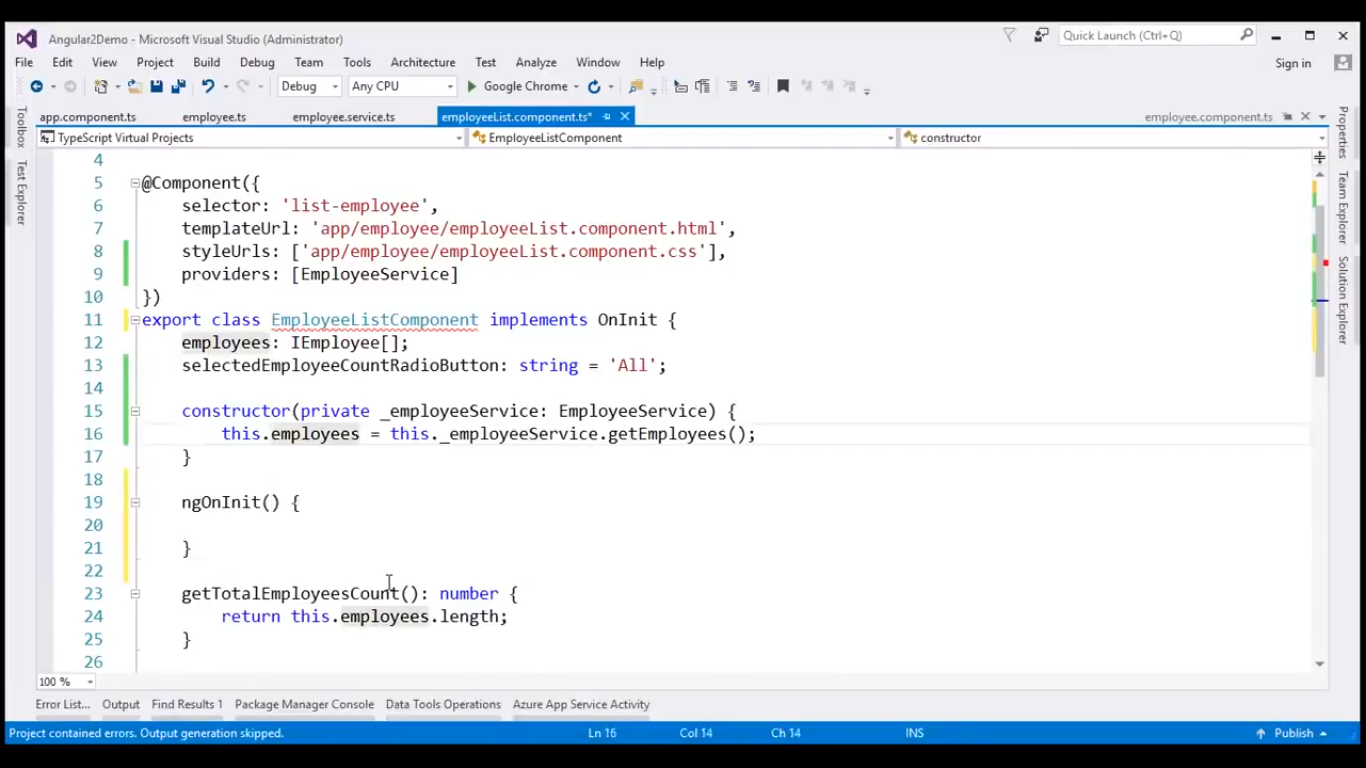 Angular2Demo - Microsoft Visual Studio (Administrator)
Quick Launch (Ctrl+Q)
File Edit View Project Build Debug Team Tools Architecture Test Analyze Window Help
Sign in
Debug Any CPU Google Chrome
app.component.ts employee.ts employee.service.ts employeeList.component.ts* employee.component.ts
TypeScript Virtual Projects EmployeeListComponent constructor
Toolbox
Test Explorer
Properties
Team Explorer
Solution Explorer
4
5 @Component({
6 selector: 'list-employee',
7 templateUrl: 'app/employee/employeeList.component.html',
8 styleUrls: ['app/employee/employeeList.component.css'],
9 providers: [EmployeeService]
10 })
11 export class EmployeeListComponent implements OnInit {
12 employees: IEmployee[];
13 selectedEmployeeCountRadioButton: string = 'All';
14
15 constructor(private _employeeService: EmployeeService) {
16 this.employees = this._employeeService.getEmployees();
17 }
18
19 ngOnInit() {
20
21 }
22
23 getTotalEmployeesCount(): number {
24 return this.employees.length;
25 }
26
100 %
Error List... Output Find Results 1 Package Manager Console Data Tools Operations Azure App Service Activity
Project contained errors. Output generation skipped. Ln 16 Col 14 Ch 14 INS Publish